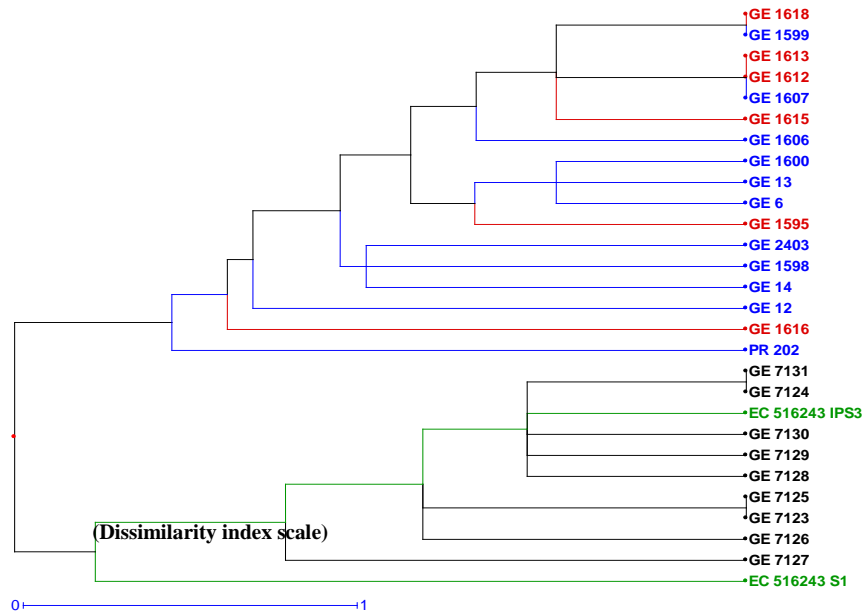 GE 1618
GE 1599
GE 1613
GE 1612
GE 1607
GE 1615
GE 1606
GE 1600
GE 13
GE 6
GE 1595
GE 2403
GE 1598
GE 14
GE 12
GE 1616
PR 202
GE 7131
GE 7124
EC 516243 IPS3
GE 7130
GE 7129
GE 7128
GE 7125
GE 7123
(Dissimilarity index scale)
GE 7126
GE 7127
EC 516243 S1
0 1